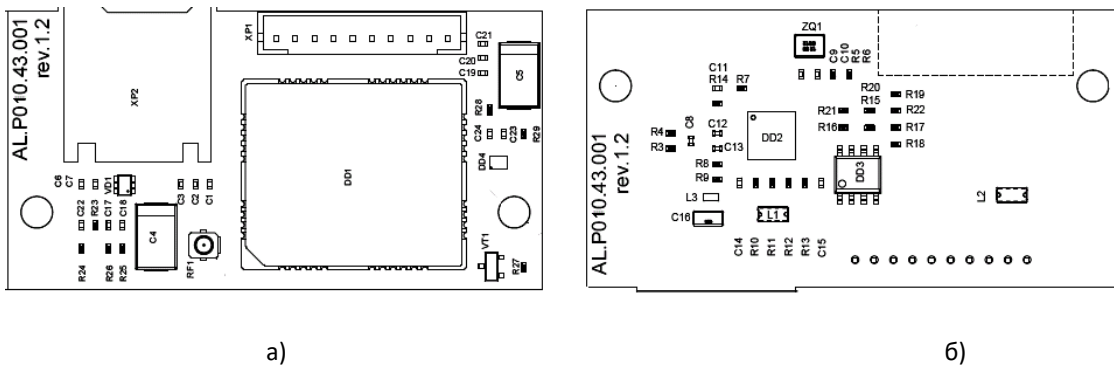 AL.P010.43.001
rev.1.2
XP2
XP1
C21
C20
C19
C5
R28
C24
C23
R29
DD4
DD1
C6
C7
VD1
C3
C2
C1
C22
R23
C17
C18
C4
RF1
R24
R26
R25
VT1
R27
а)
AL.P010.43.001
rev.1.2
ZQ1
C9
C10
R5
R6
C11
R14
R7
R20
R15
R19
R21
R22
R16
R17
R18
R4
R3
C8
C12
C13
DD2
R8
R9
DD3
L3
C16
L1
L2
C14
R10
R11
R12
R13
C15
б)